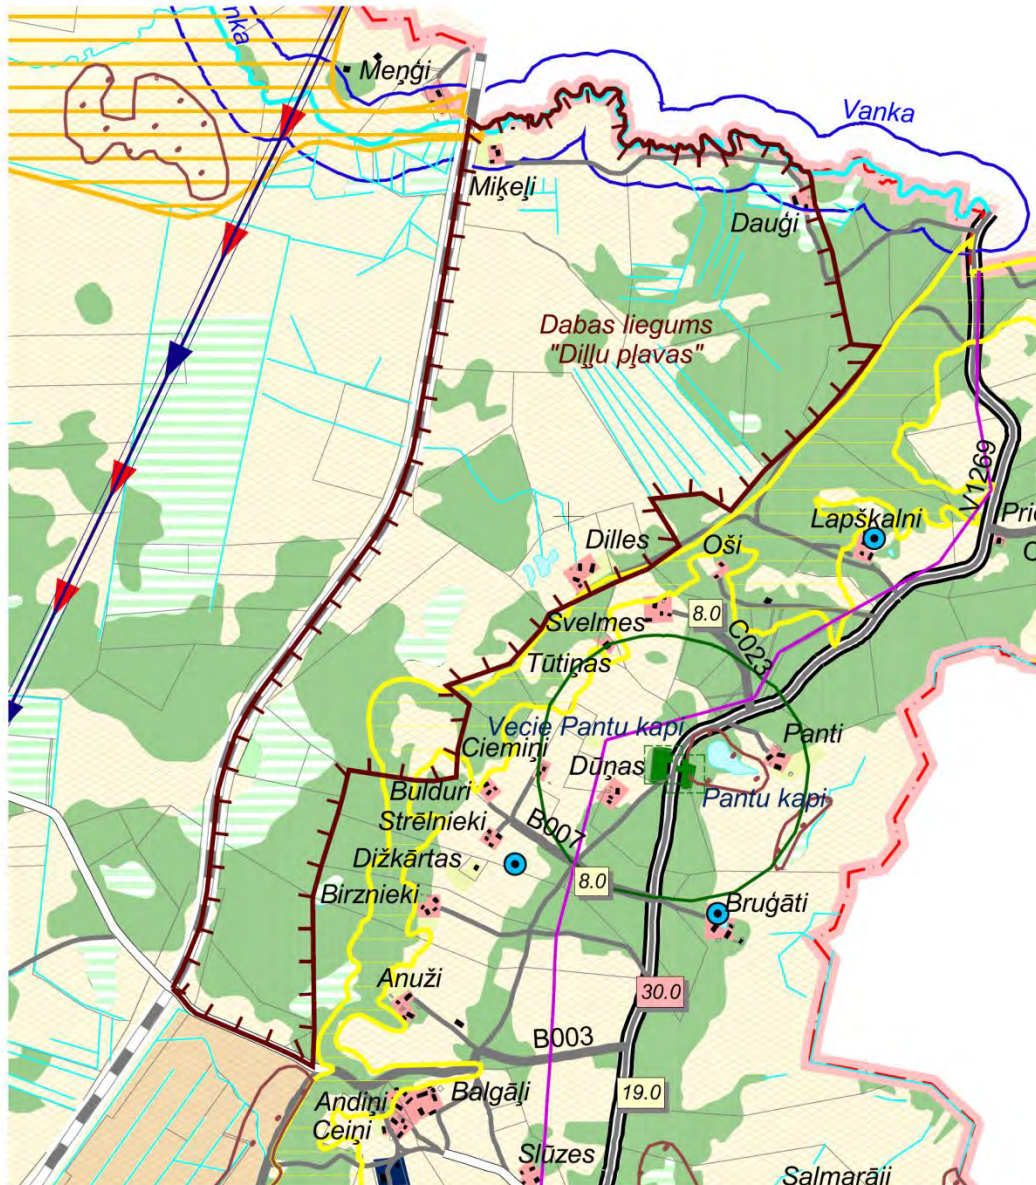 nka
Meņģi
Vanka
Miķeļi
Dauģi
Dabas liegums
"Diļļu pļavas"
V1269
Lapškalni
Dilles
Oši
Svelmes
8.0
C023
Tūtiņas
Vecie Pantu kapi
Panti
Ciemiņi
Dūņas
Bulduri
Pantu kapi
Strēlnieki
B007
Dižkārtas
8.0
Birznieki
Bruģāti
Anuži
30.0
B003
19.0
Andiņi
Balgāļi
Ceiņi
Slūzes
Salmarāji